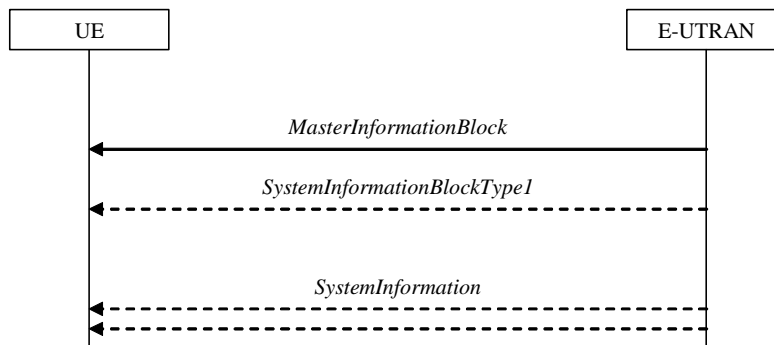 UE
E-UTRAN
MasterInformationBlock
SystemInformationBlockType1
SystemInformation